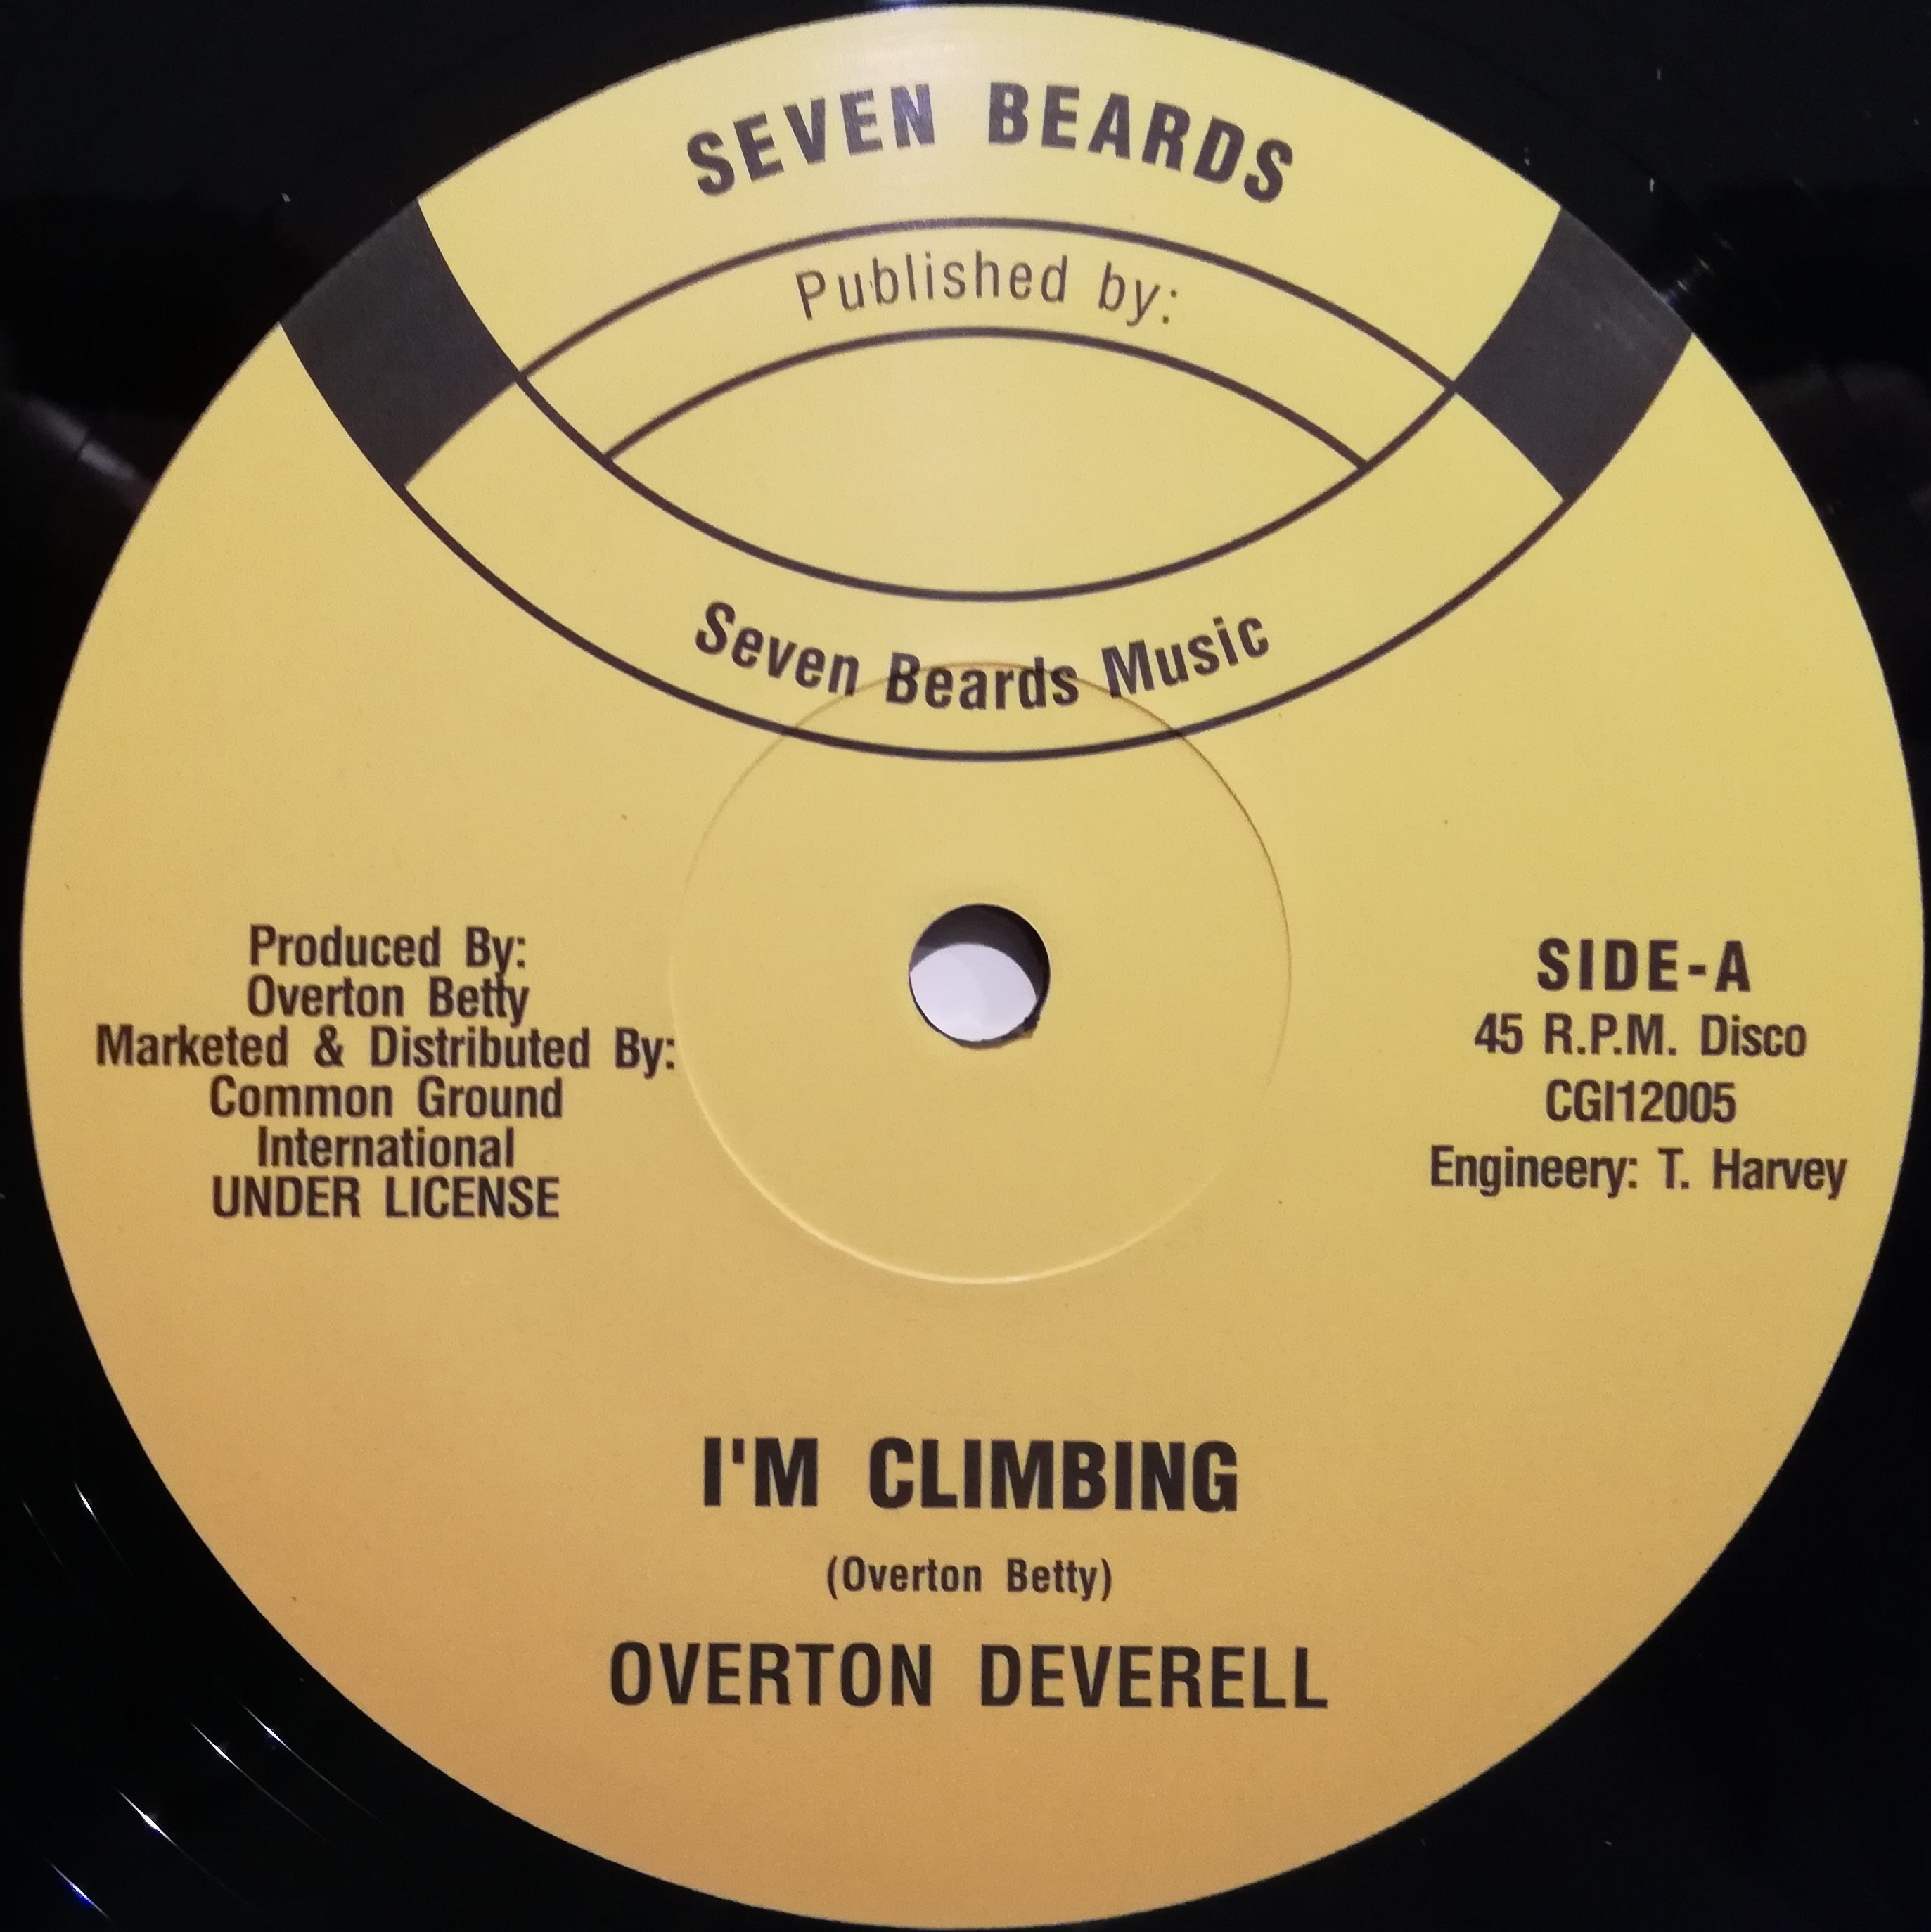 SEVEN BEARDS
Published by:
Seven Beards Music
Produced By:
Overton Betty
Marketed & Distributed By:
Common Ground
International
UNDER LICENSE
SIDE-A
45 R.P.M. Disco
CGI12005
Engineery: T. Harvey
I'M CLIMBING
(Overton Betty)
OVERTON DEVERELL